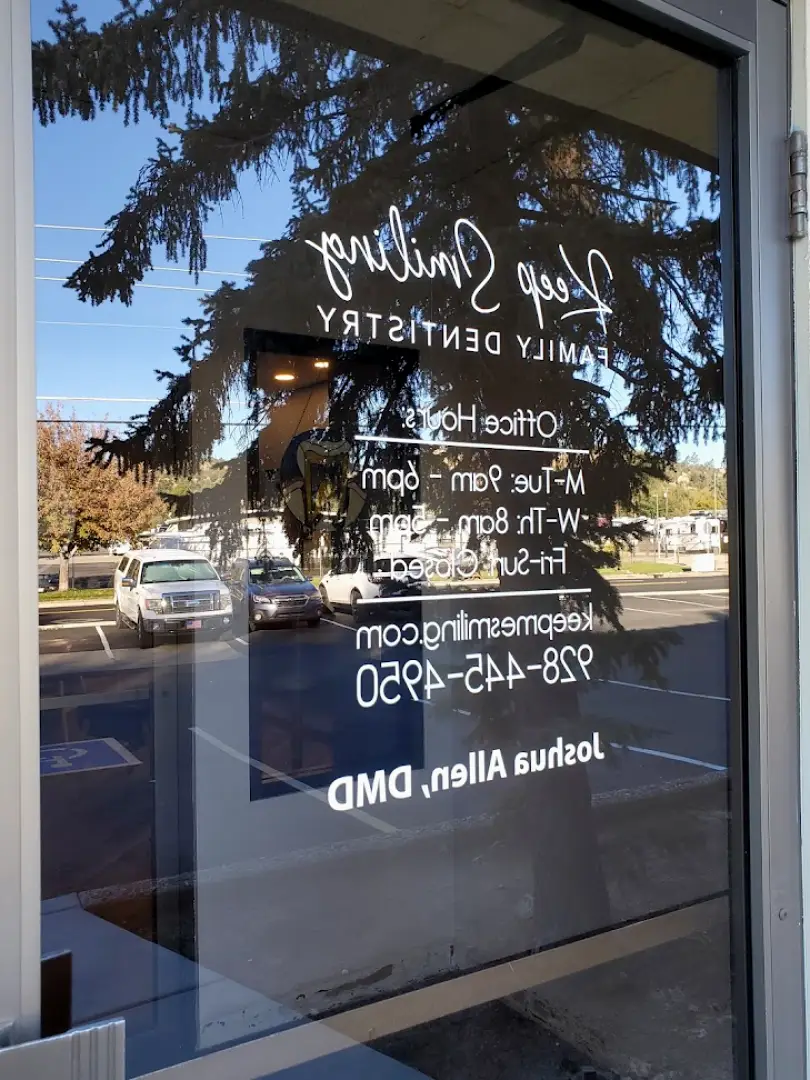 Keep Smiling
FAMILY DENTISTRY
Office Hours:
M-Tue: 9am - 6pm
W-Th: 8am - 5pm
Fri-Sun: Closed
keepmesmiling.com
928-445-4950
Joshua Allen, DMD